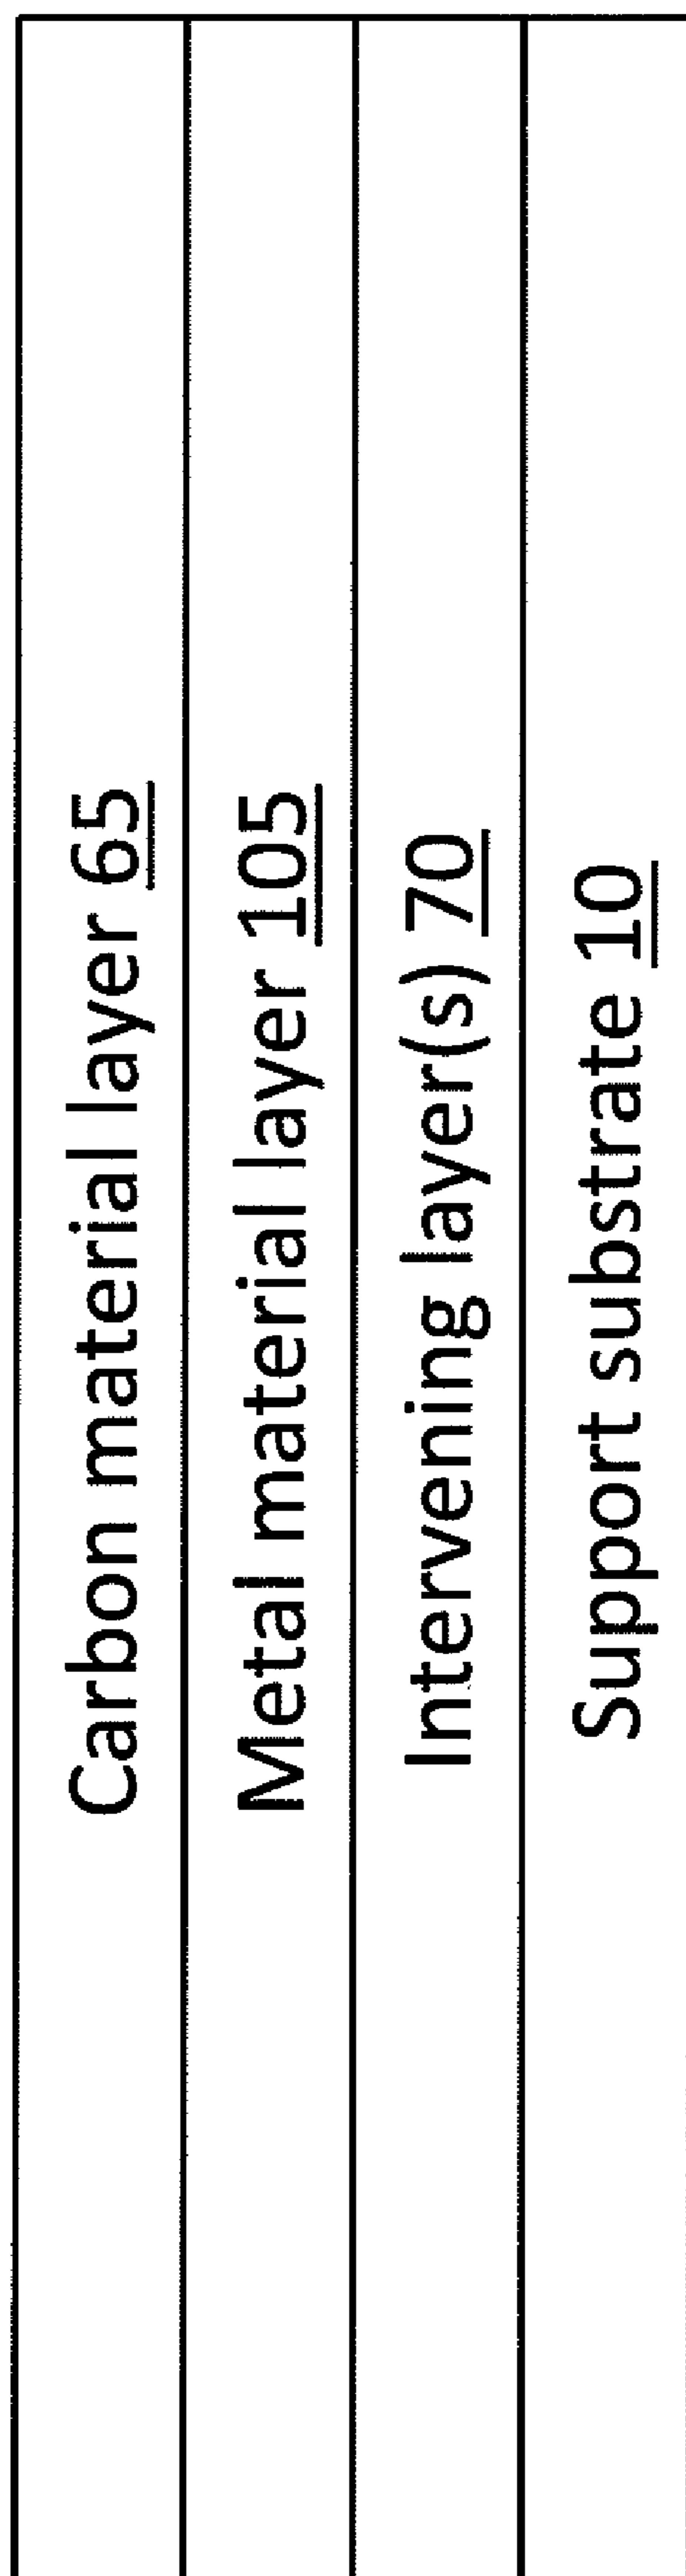 Carbon material layer 65
Metal material layer 105
Intervening layer(s) 70
Support substrate 10